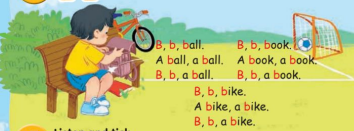 B, b, ball.
A ball, a ball.
B, b, a ball.
B, b, book.
A book, a book.
B, b, a book.
B, b, bike.
A bike, a bike.
B, b, a bike.